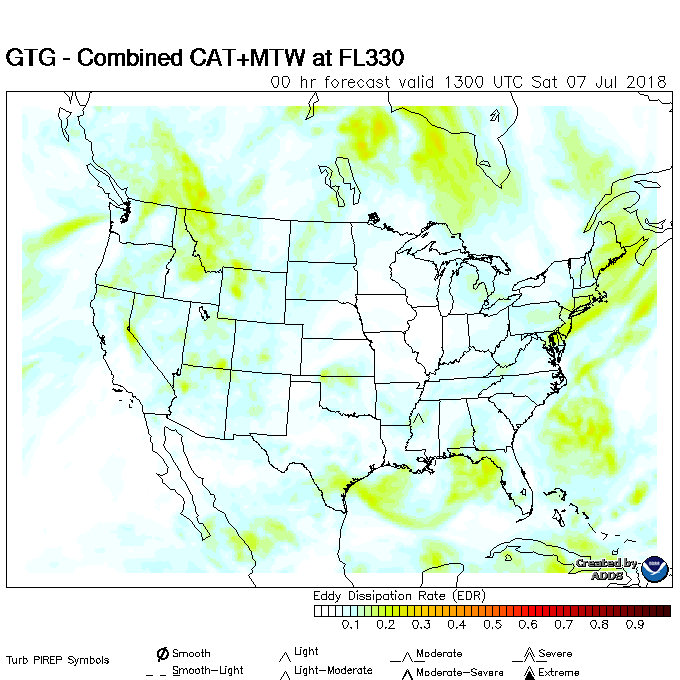 GTG - Combined CAT+MTW at FL330
00 hr forecast valid 1300 UTC Sat 07 Jul 2018
Created by
ADDS
Eddy Dissipation Rate (EDR)
0.1 0.2 0.3 0.4 0.5 0.6 0.7 0.8 0.9
Turb PIREP Symbols
Smooth Light Moderate Severe
Smooth-Light Light-Moderate Moderate-Severe Extreme